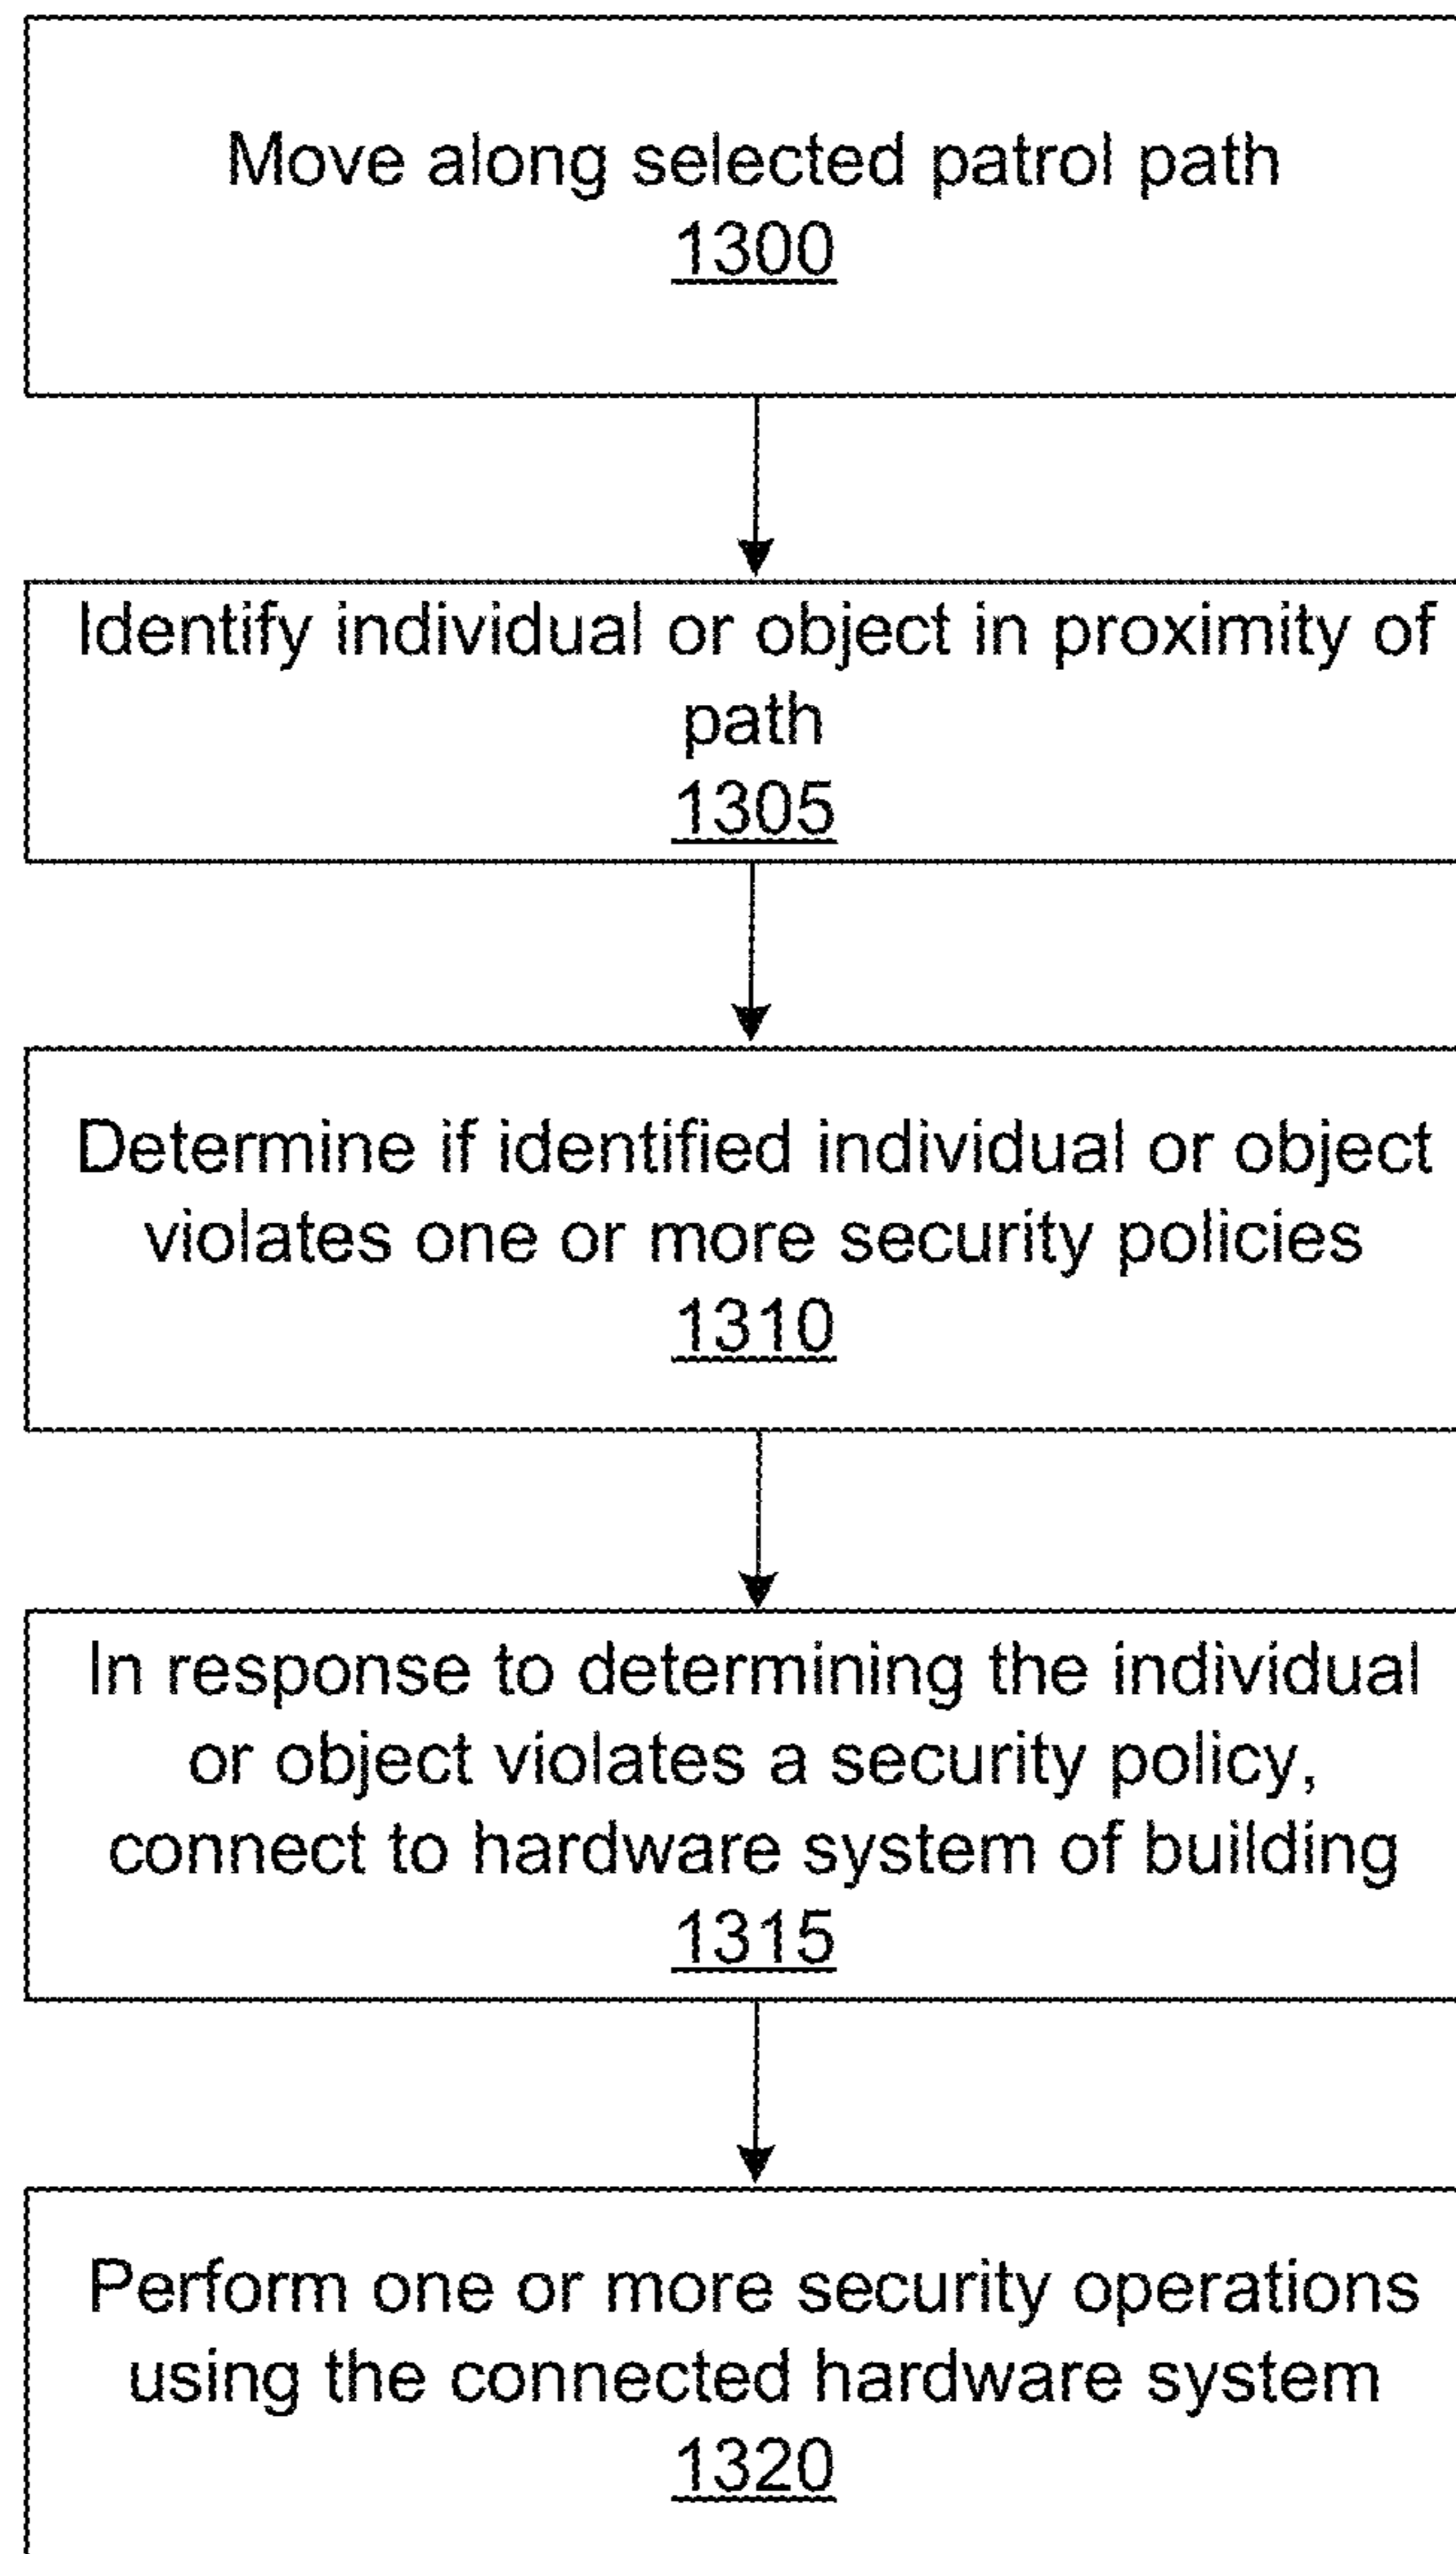 Move along selected patrol path
1300
Identify individual or object in proximity of
path
1305
Determine if identified individual or object
violates one or more security policies
1310
In response to determining the individual
or object violates a security policy,
connect to hardware system of building
1315
Perform one or more security operations
using the connected hardware system
1320